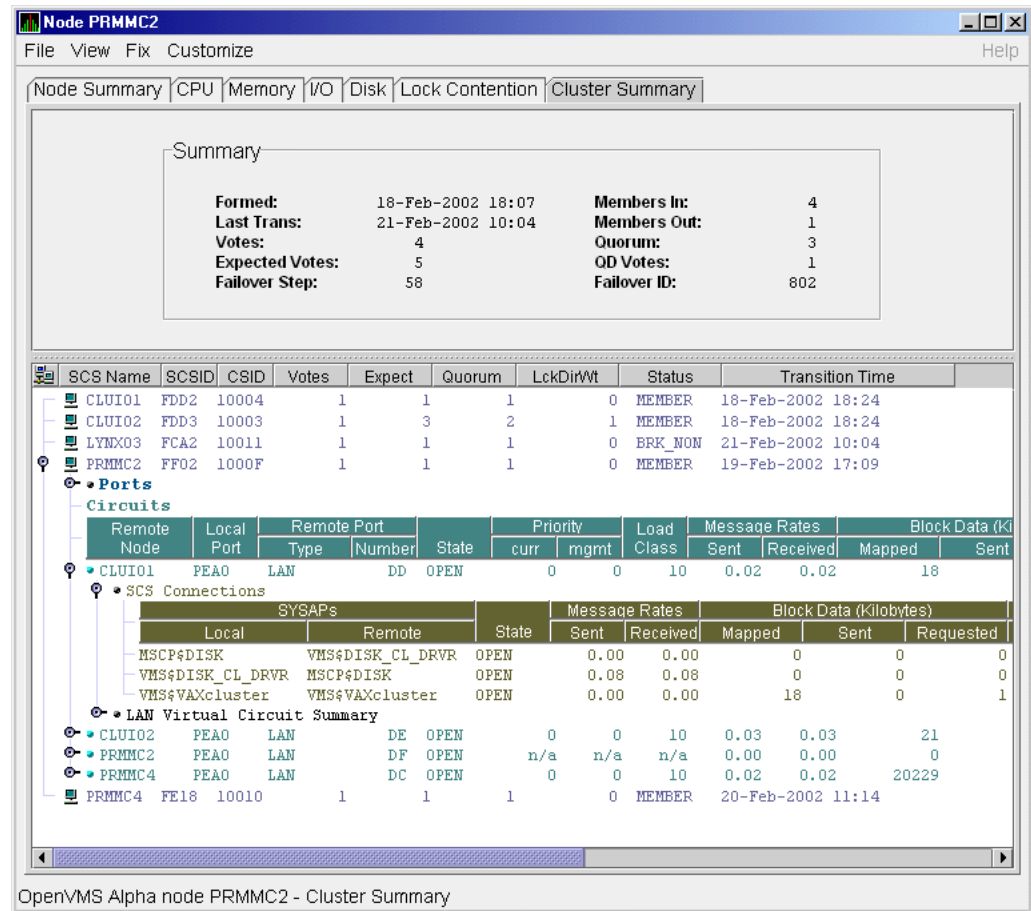 Node PRMMC2
File View Fix Customize Help
Node Summary CPU Memory I/O Disk Lock Contention Cluster Summary
Summary
Formed: 18-Feb-2002 18:07 Members In: 4
Last Trans: 21-Feb-2002 10:04 Members Out: 1
Votes: 4 Quorum: 3
Expected Votes: 5 QD Votes: 1
Failover Step: 58 Failover ID: 802
SCS Name SCSID CSID Votes Expect Quorum LckDirWt Status Transition Time
CLUI01 FDD2 10004 1 1 1 0 MEMBER 18-Feb-2002 18:24
CLUI02 FDD3 10003 1 3 2 1 MEMBER 18-Feb-2002 18:24
LYNX03 FCA2 10011 1 1 1 0 BRK_NON 21-Feb-2002 10:04
PRMMC2 FF02 1000F 1 1 1 0 MEMBER 19-Feb-2002 17:09
Ports
Circuits
Remote Local Remote Port Priority Load Message Rates Block Data (Ki
Node Port Type Number State curr mgmt Class Sent Received Mapped Sent
CLUI01 PEA0 LAN DD OPEN 0 0 10 0.02 0.02 18
SCS Connections
SYSAPs Message Rates Block Data (Kilobytes)
Local Remote State Sent Received Mapped Sent Requested
MSCP$DISK VMS$DISK_CL_DRVR OPEN 0.00 0.00 0 0 0
VMS$DISK_CL_DRVR MSCP$DISK OPEN 0.08 0.08 0 0 0
VMS$VAXcluster VMS$VAXcluster OPEN 0.00 0.00 18 0 1
LAN Virtual Circuit Summary
CLUI02 PEA0 LAN DE OPEN 0 0 10 0.03 0.03 21
PRMMC2 PEA0 LAN DF OPEN n/a n/a n/a 0.00 0.00 0
PRMMC4 PEA0 LAN DC OPEN 0 0 10 0.02 0.02 20229
PRMMC4 FE18 10010 1 1 1 0 MEMBER 20-Feb-2002 11:14
OpenVMS Alpha node PRMMC2 - Cluster Summary